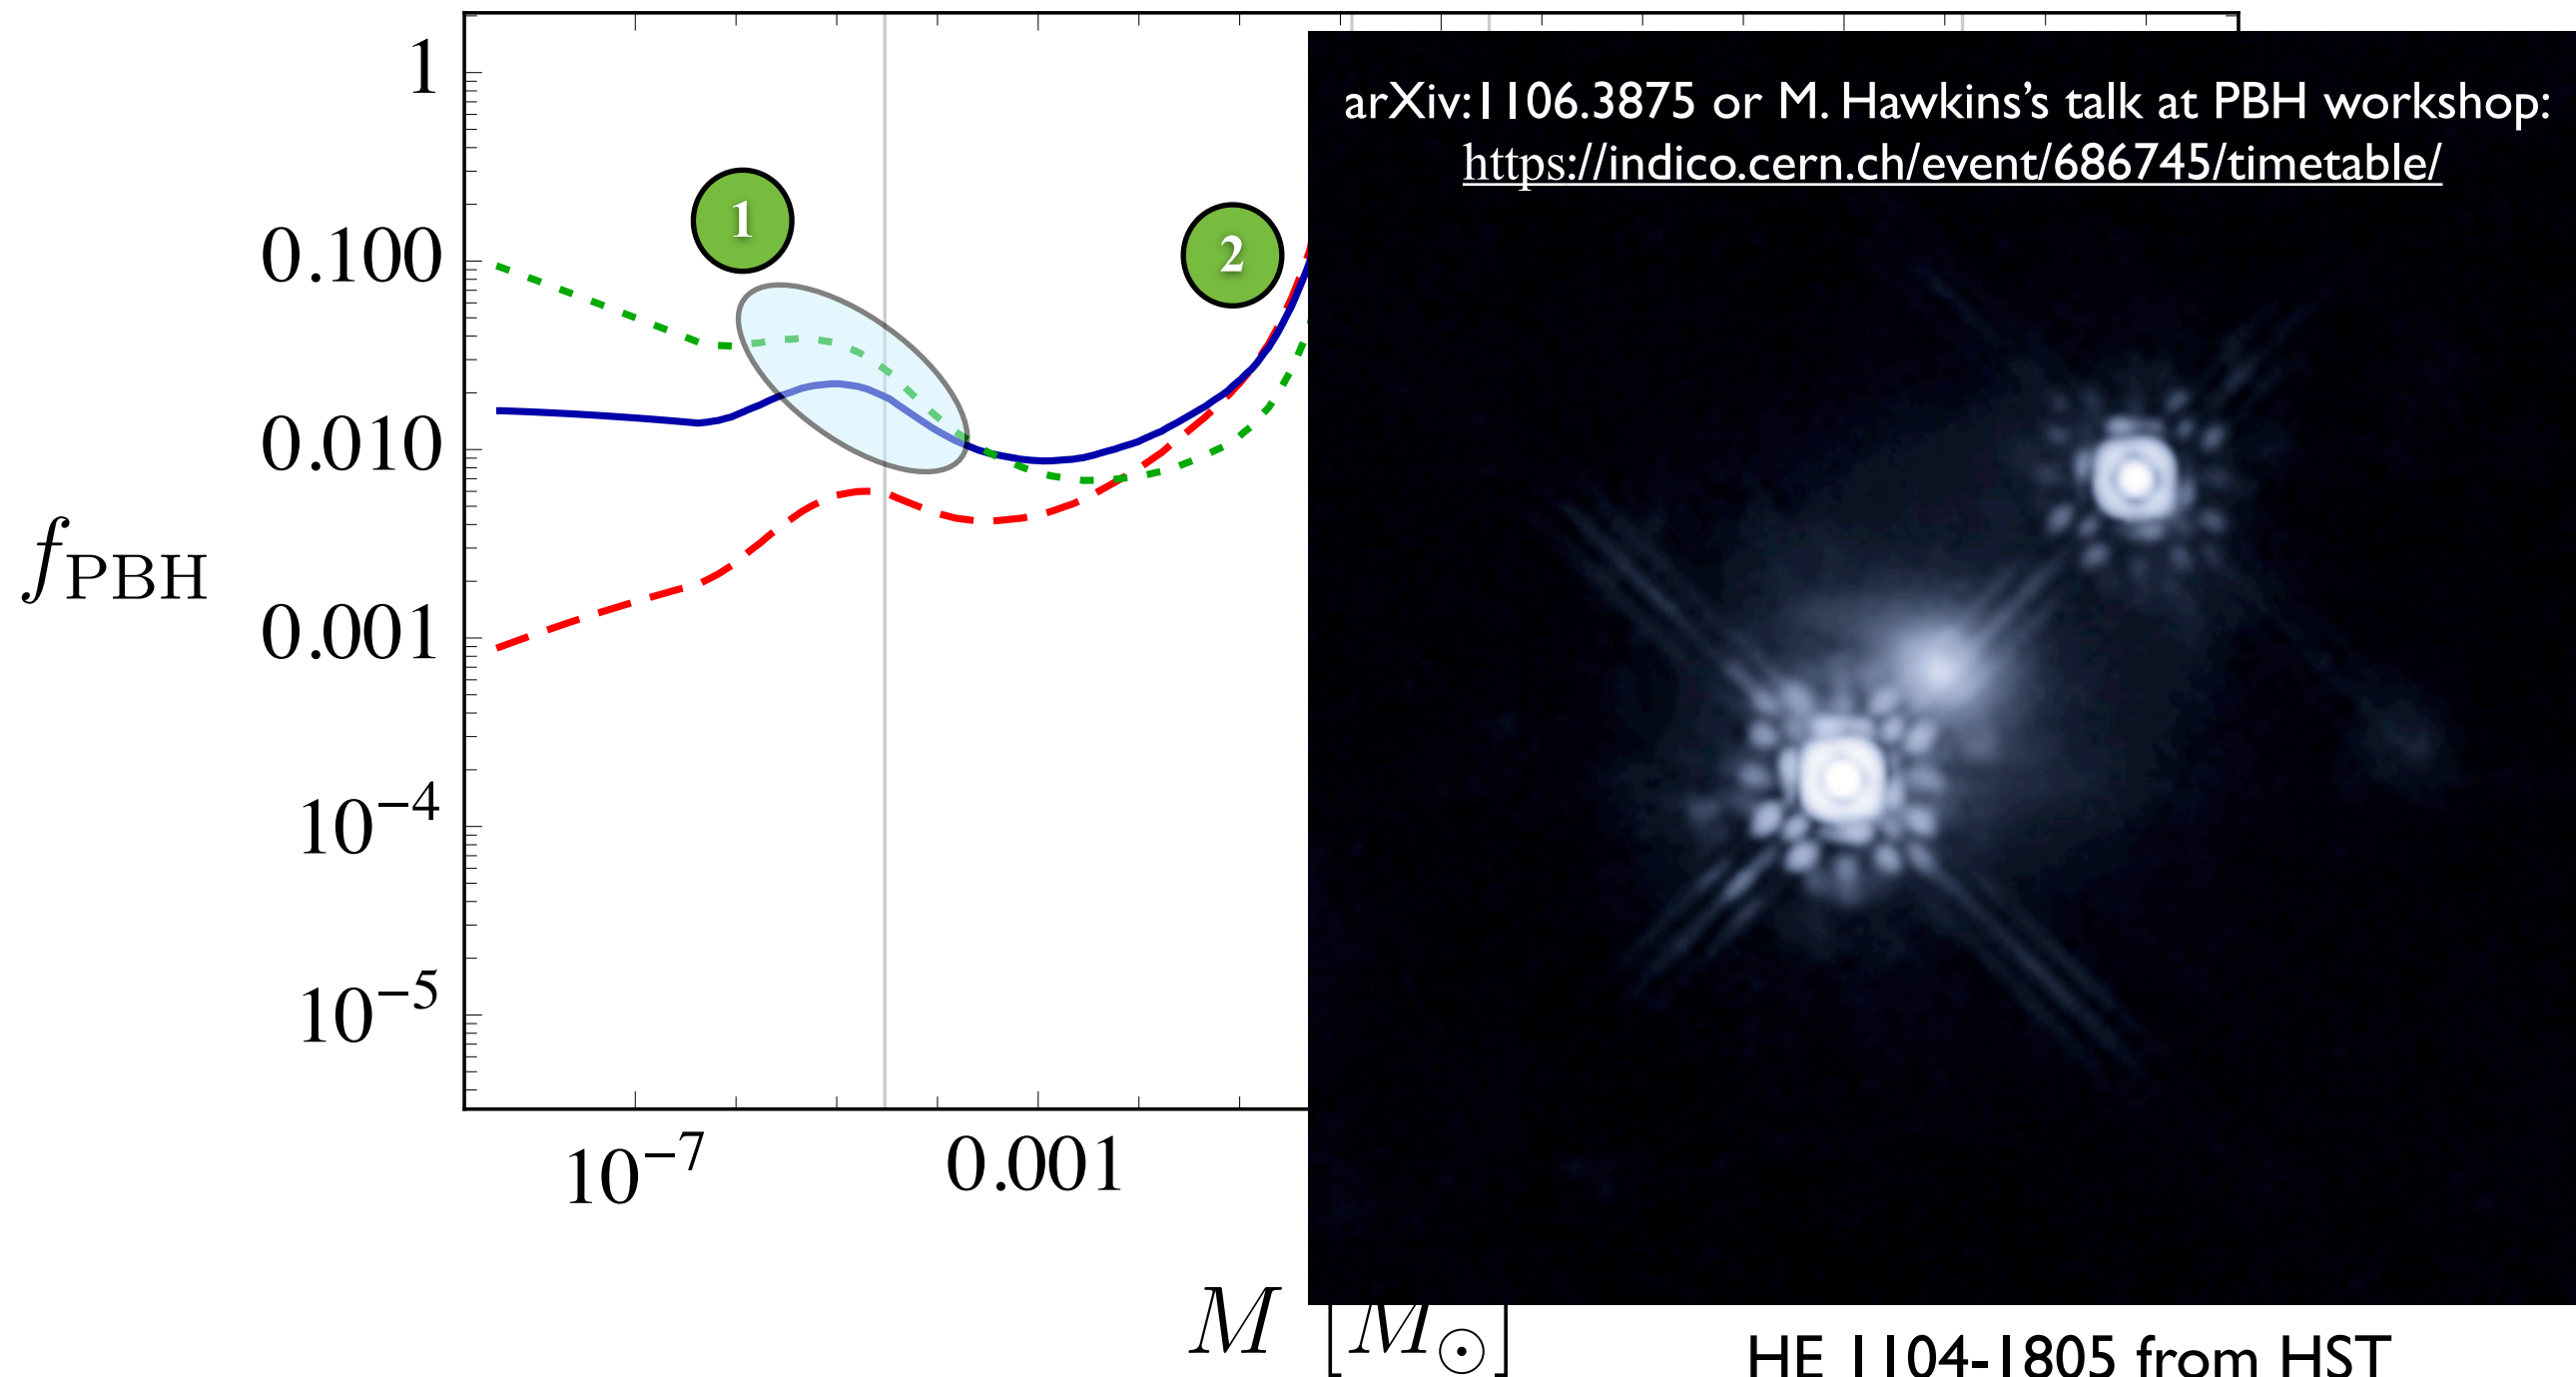 arXiv:1106.3875 or M. Hawkins's talk at PBH workshop:
https://indico.cern.ch/event/686745/timetable/
1
0.100
0.010
0.001
10⁻⁴
10⁻⁵
f_PBH
1
2
10⁻⁷
0.001
M [M☉]
HE 1104-1805 from HST